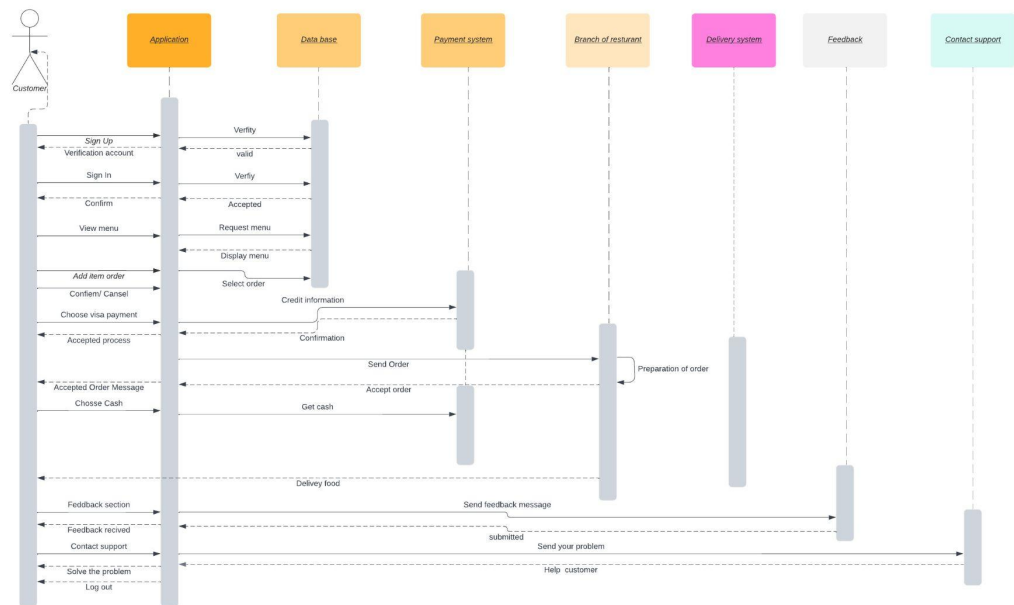 Application
Data base
Payment system
Branch of resturant
Delivery system
Feedback
Contact support
Customer
Sign Up
Verfity
Verification account
valid
Sign In
Verfiy
Confirm
Accepted
View menu
Request menu
Display menu
Add item order
Select order
Confiem/ Cansel
Credit information
Choose visa payment
Accepted process
Confirmation
Send Order
Preparation of order
Accepted Order Message
Accept order
Chosse Cash
Get cash
Delivey food
Feddback section
Send feedback message
Feedback recived
submitted
Contact support
Send your problem
Solve the problem
Help customer
Log out